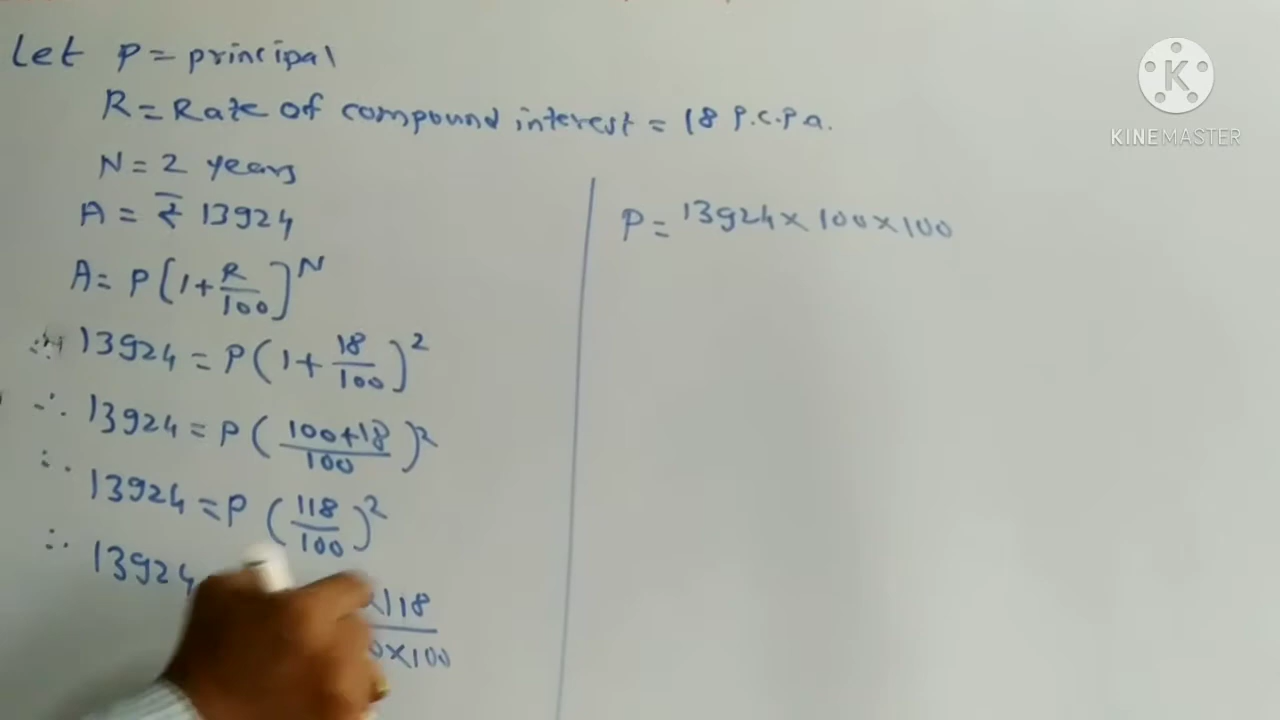 Let P = principal
R = Rate of compound interest = 18 P.C.P.a.
N = 2 years
A = ₹ 13924
A = P [1 + R/100]^N
∴ 13924 = P (1 + 18/100)^2
∴ 13924 = P (100+18/100)^2
∴ 13924 = P (118/100)^2
∴ 13924
×118
×100
P = 13924 × 100 × 100
K
KINEMASTER